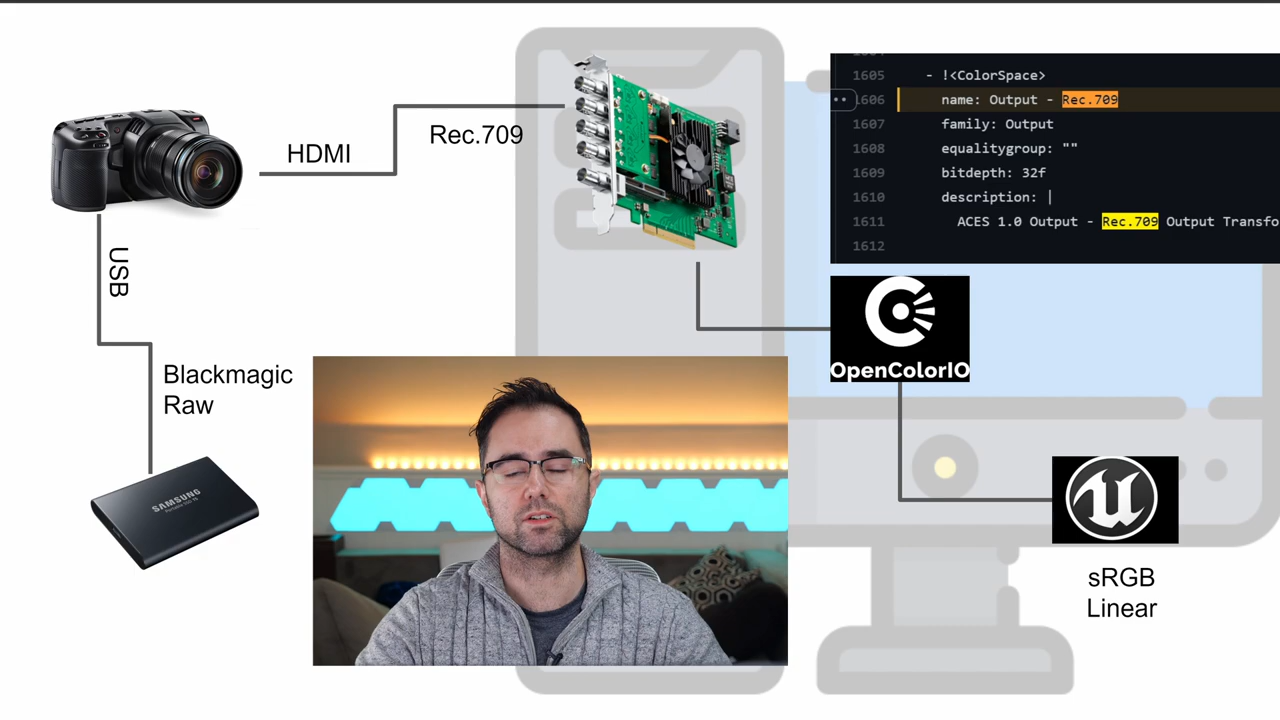 HDMI
Rec.709
USB
Blackmagic
Raw
SAMSUNG
1605 - !<ColorSpace>
1606 name: Output - Rec.709
1607 family: Output
1608 equalitygroup: ""
1609 bitdepth: 32f
1610 description: |
1611 ACES 1.0 Output - Rec.709 Output Transfo
1612
OpenColorIO
sRGB
Linear